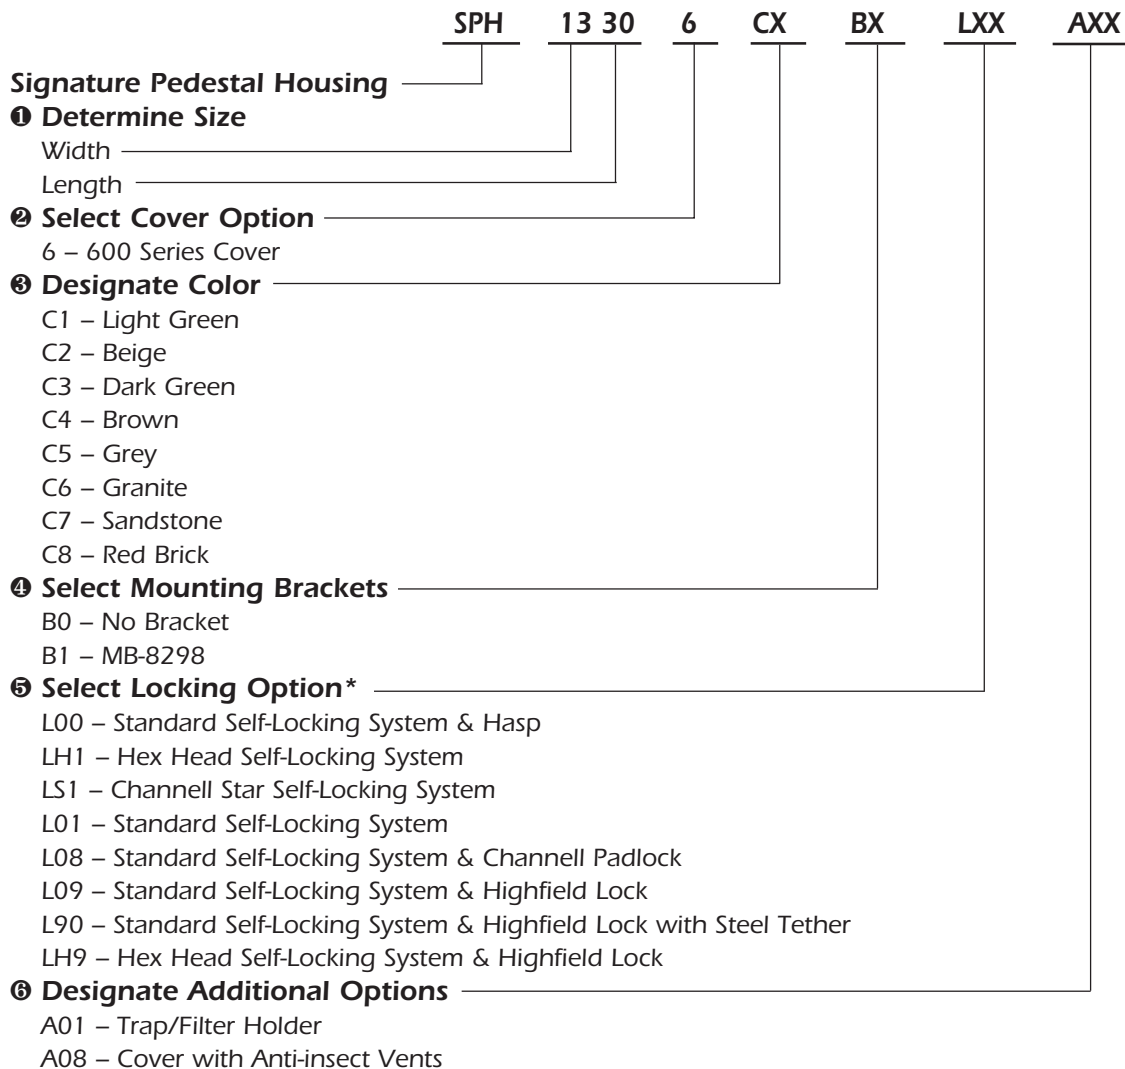 SPH 13 30 6 CX BX LXX AXX
Signature Pedestal Housing
❶ Determine Size
Width
Length
❷ Select Cover Option
6 – 600 Series Cover
❸ Designate Color
C1 – Light Green
C2 – Beige
C3 – Dark Green
C4 – Brown
C5 – Grey
C6 – Granite
C7 – Sandstone
C8 – Red Brick
❹ Select Mounting Brackets
B0 – No Bracket
B1 – MB-8298
❺ Select Locking Option*
L00 – Standard Self-Locking System & Hasp
LH1 – Hex Head Self-Locking System
LS1 – Channell Star Self-Locking System
L01 – Standard Self-Locking System
L08 – Standard Self-Locking System & Channell Padlock
L09 – Standard Self-Locking System & Highfield Lock
L90 – Standard Self-Locking System & Highfield Lock with Steel Tether
LH9 – Hex Head Self-Locking System & Highfield Lock
❻ Designate Additional Options
A01 – Trap/Filter Holder
A08 – Cover with Anti-insect Vents